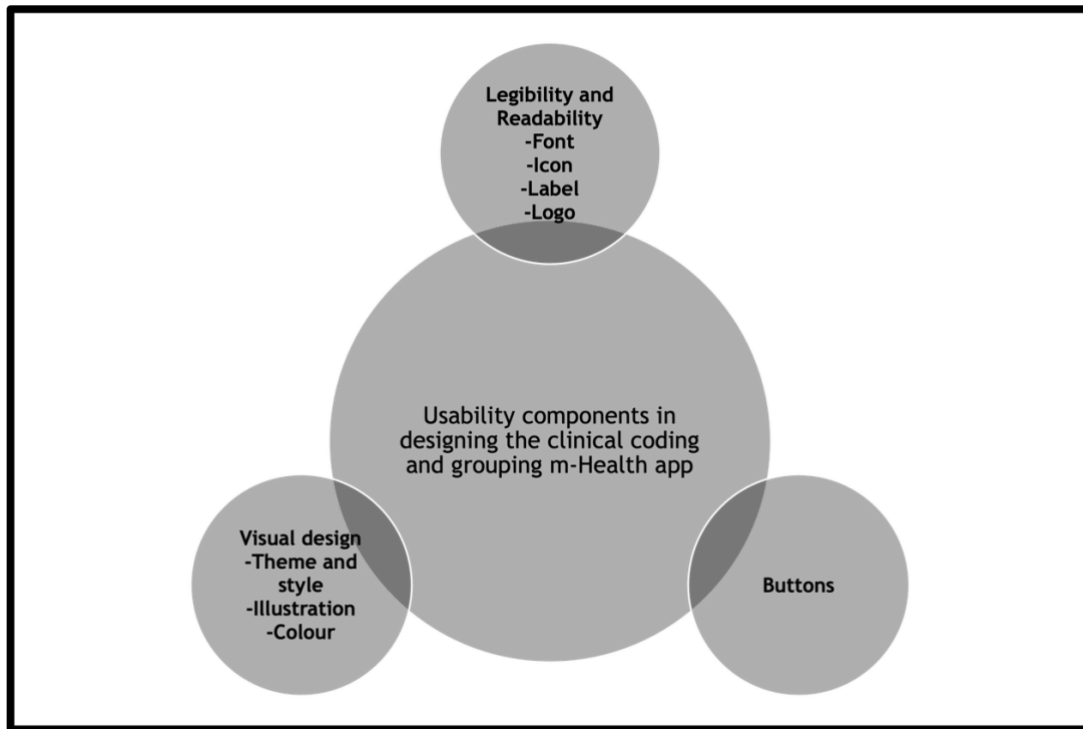 Legibility and
Readability
-Font
-Icon
-Label
-Logo
Usability components in
designing the clinical coding
and grouping m-Health app
Visual design
-Theme and
style
-Illustration
-Colour
Buttons